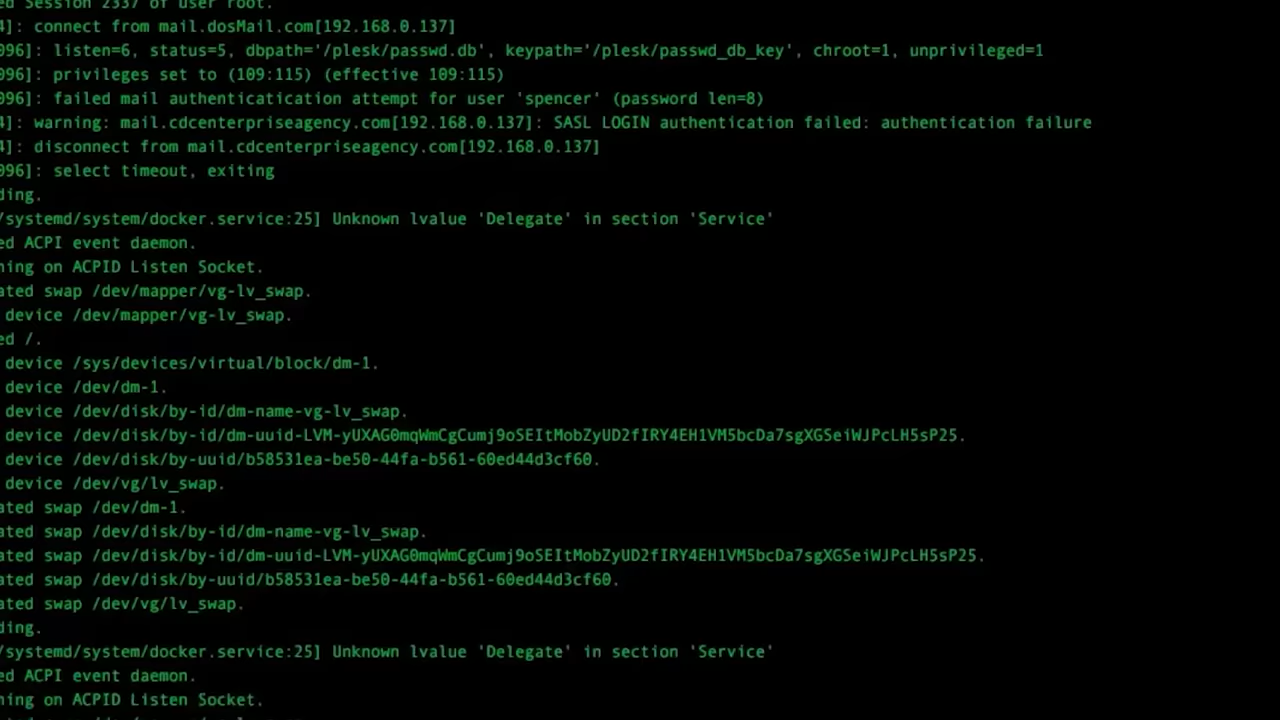 ed Session 2337 of user root.
4]: connect from mail.dosMail.com[192.168.0.137]
096]: listen=6, status=5, dbpath='/plesk/passwd.db', keypath='/plesk/passwd_db_key', chroot=1, unprivileged=1
096]: privileges set to (109:115) (effective 109:115)
096]: failed mail authenticatication attempt for user 'spencer' (password len=8)
4]: warning: mail.cdcenterpriseagency.com[192.168.0.137]: SASL LOGIN authentication failed: authentication failure
4]: disconnect from mail.cdcenterpriseagency.com[192.168.0.137]
096]: select timeout, exiting
ding.
/systemd/system/docker.service:25] Unknown lvalue 'Delegate' in section 'Service'
ed ACPI event daemon.
ning on ACPID Listen Socket.
ated swap /dev/mapper/vg-lv_swap.
device /dev/mapper/vg-lv_swap.
ed /.
device /sys/devices/virtual/block/dm-1.
device /dev/dm-1.
device /dev/disk/by-id/dm-name-vg-lv_swap.
device /dev/disk/by-id/dm-uuid-LVM-yUXAG0mqWmCgCumj9oSEItMobZyUD2fIRY4EH1VM5bcDa7sgXGSeiWJPcLH5sP25.
device /dev/disk/by-uuid/b58531ea-be50-44fa-b561-60ed44d3cf60.
device /dev/vg/lv_swap.
ated swap /dev/dm-1.
ated swap /dev/disk/by-id/dm-name-vg-lv_swap.
ated swap /dev/disk/by-id/dm-uuid-LVM-yUXAG0mqWmCgCumj9oSEItMobZyUD2fIRY4EH1VM5bcDa7sgXGSeiWJPcLH5sP25.
ated swap /dev/disk/by-uuid/b58531ea-be50-44fa-b561-60ed44d3cf60.
ated swap /dev/vg/lv_swap.
ding.
/systemd/system/docker.service:25] Unknown lvalue 'Delegate' in section 'Service'
ed ACPI event daemon.
ning on ACPID Listen Socket.